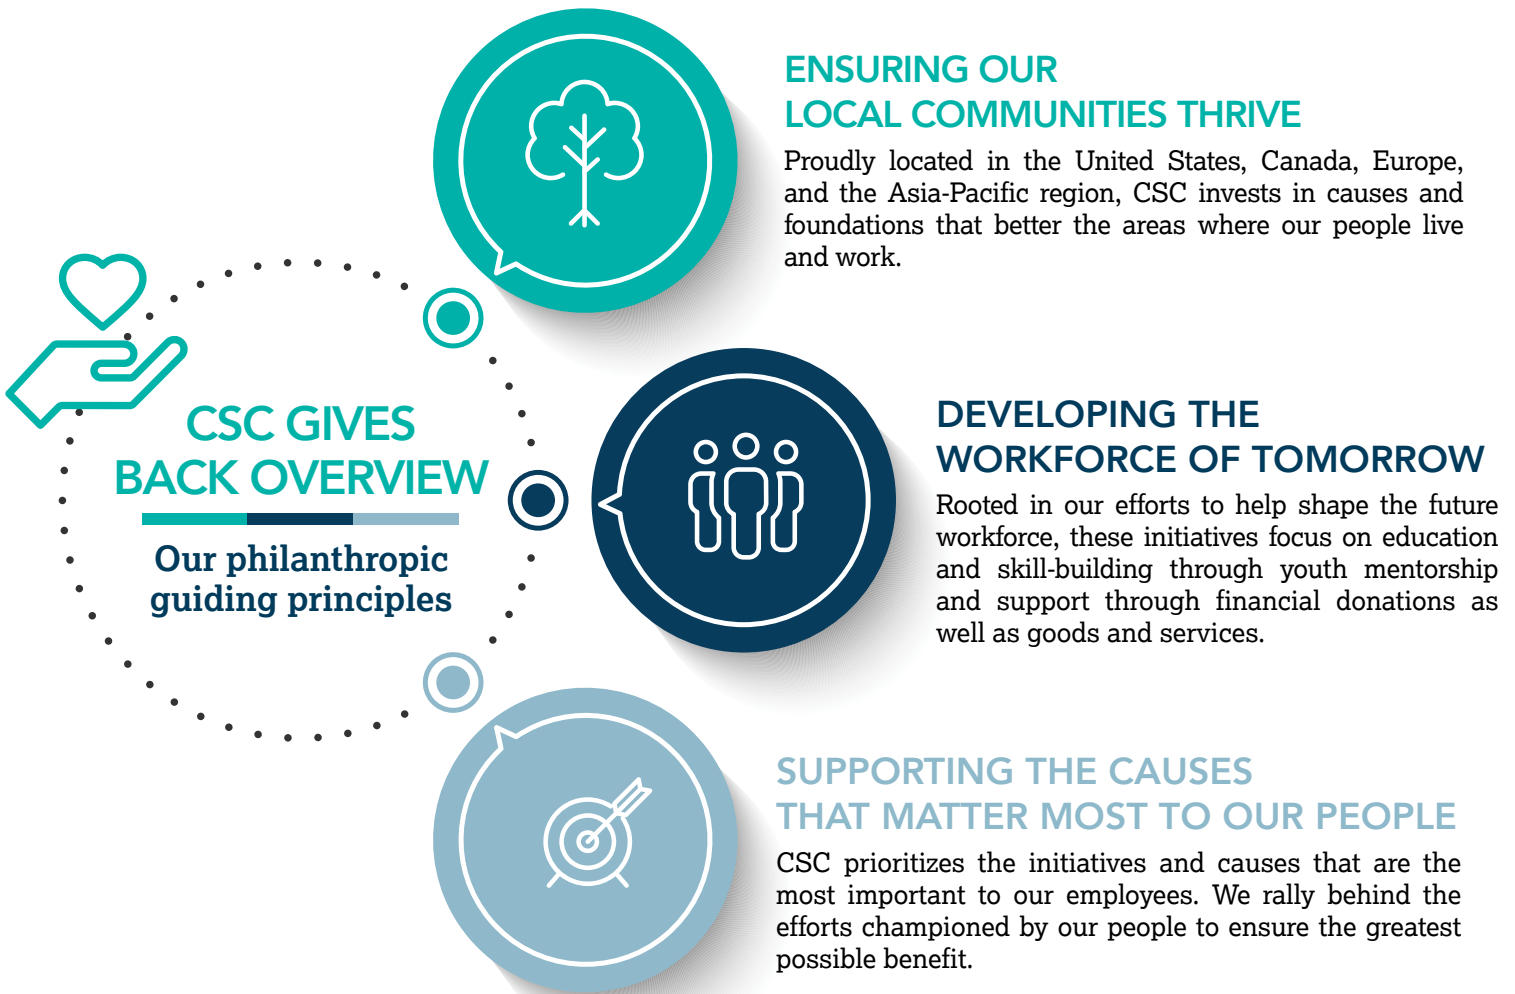 CSC GIVES
BACK OVERVIEW
Our philanthropic
guiding principles
ENSURING OUR
LOCAL COMMUNITIES THRIVE
Proudly located in the United States, Canada, Europe,
and the Asia-Pacific region, CSC invests in causes and
foundations that better the areas where our people live
and work.
DEVELOPING THE
WORKFORCE OF TOMORROW
Rooted in our efforts to help shape the future
workforce, these initiatives focus on education
and skill-building through youth mentorship
and support through financial donations as
well as goods and services.
SUPPORTING THE CAUSES
THAT MATTER MOST TO OUR PEOPLE
CSC prioritizes the initiatives and causes that are the
most important to our employees. We rally behind the
efforts championed by our people to ensure the greatest
possible benefit.